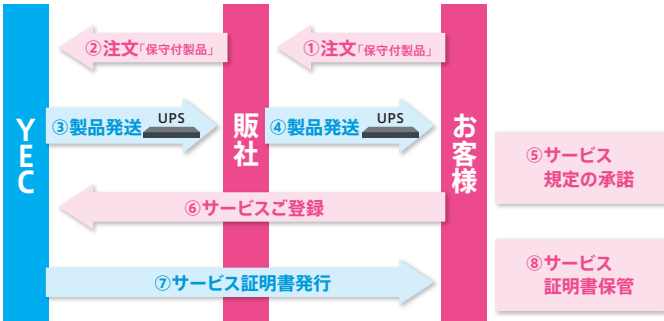 ②注文「保守付製品」
①注文「保守付製品」
YEC
③製品発送
UPS
販社
④製品発送
UPS
お客様
⑤サービス
規定の承諾
⑥サービスご登録
⑦サービス証明書発行
⑧サービス
証明書保管